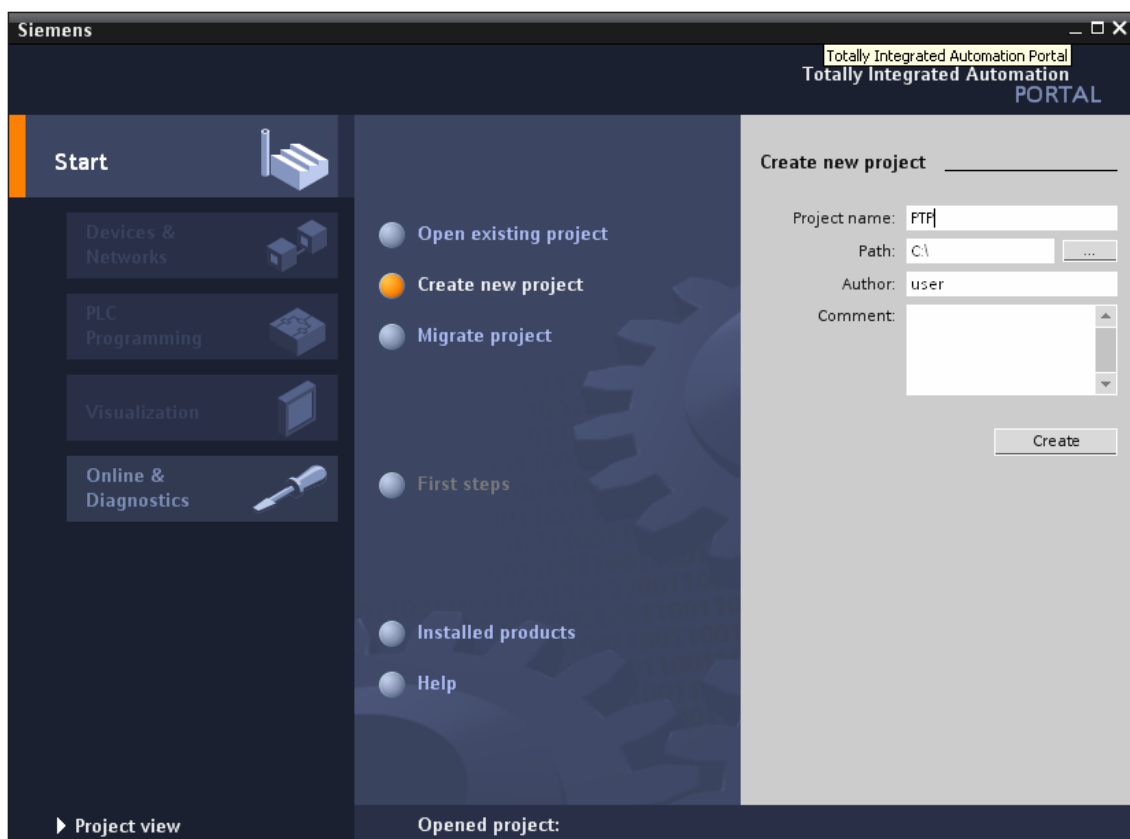 Siemens
Totally Integrated Automation Portal
Totally Integrated Automation
PORTAL
Start
Devices &
Networks
PLC
Programming
Visualization
Online &
Diagnostics
Open existing project
Create new project
Migrate project
First steps
Installed products
Help
Create new project
Project name: PTP
Path: C:\ ...
Author: user
Comment:
Create
Project view
Opened project: